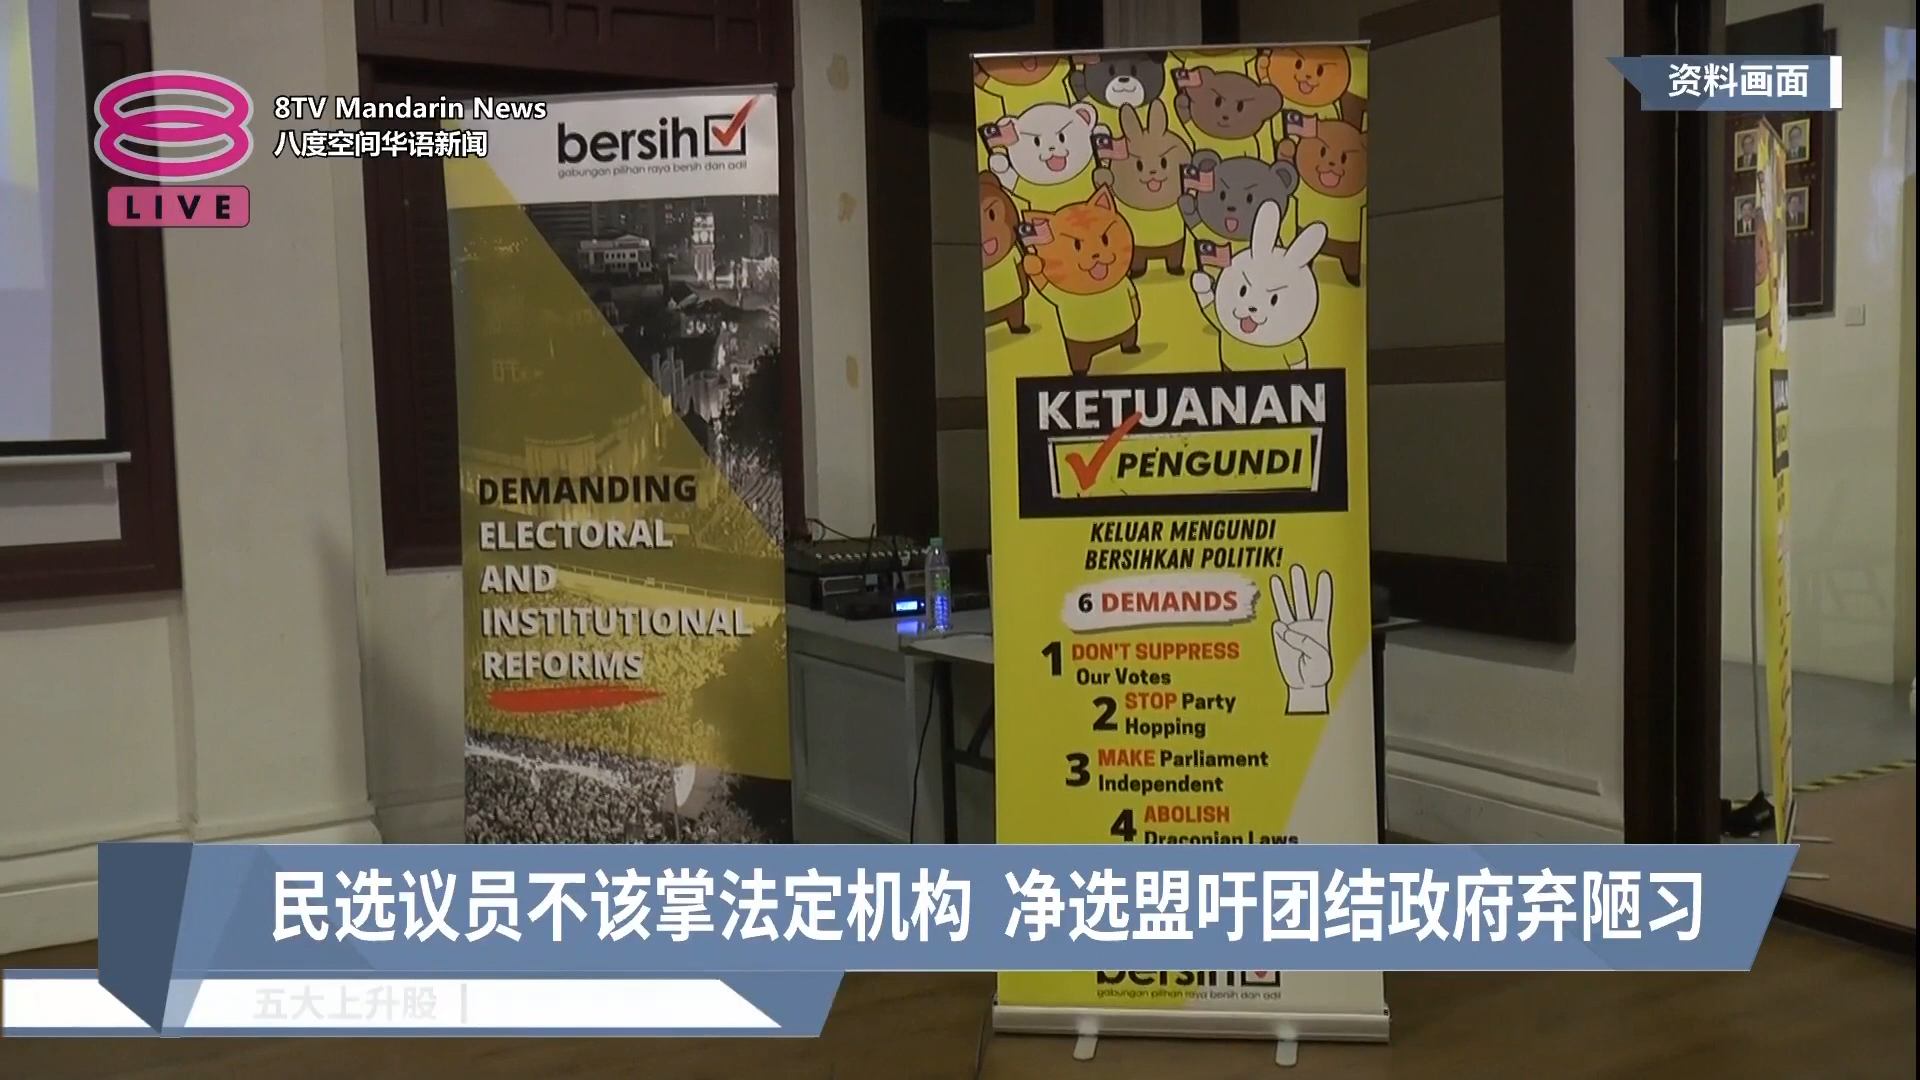 资料画面
8TV Mandarin News
八度空间华语新闻
LIVE
bersih
gabungan pilihan raya bersih dan adil
DEMANDING
ELECTORAL
AND
INSTITUTIONAL
REFORMS
KETUANAN
PENGUNDI
KELUAR MENGUNDI
BERSIHKAN POLITIK!
6 DEMANDS
1 DON'T SUPPRESS
Our Votes
2 STOP Party
Hopping
3 MAKE Parliament
Independent
4 ABOLISH
Draconian Laws
民选议员不该掌法定机构 净选盟吁团结政府弃陋习
五大上升股
bersih
gabungan pilihan raya bersih dan adil